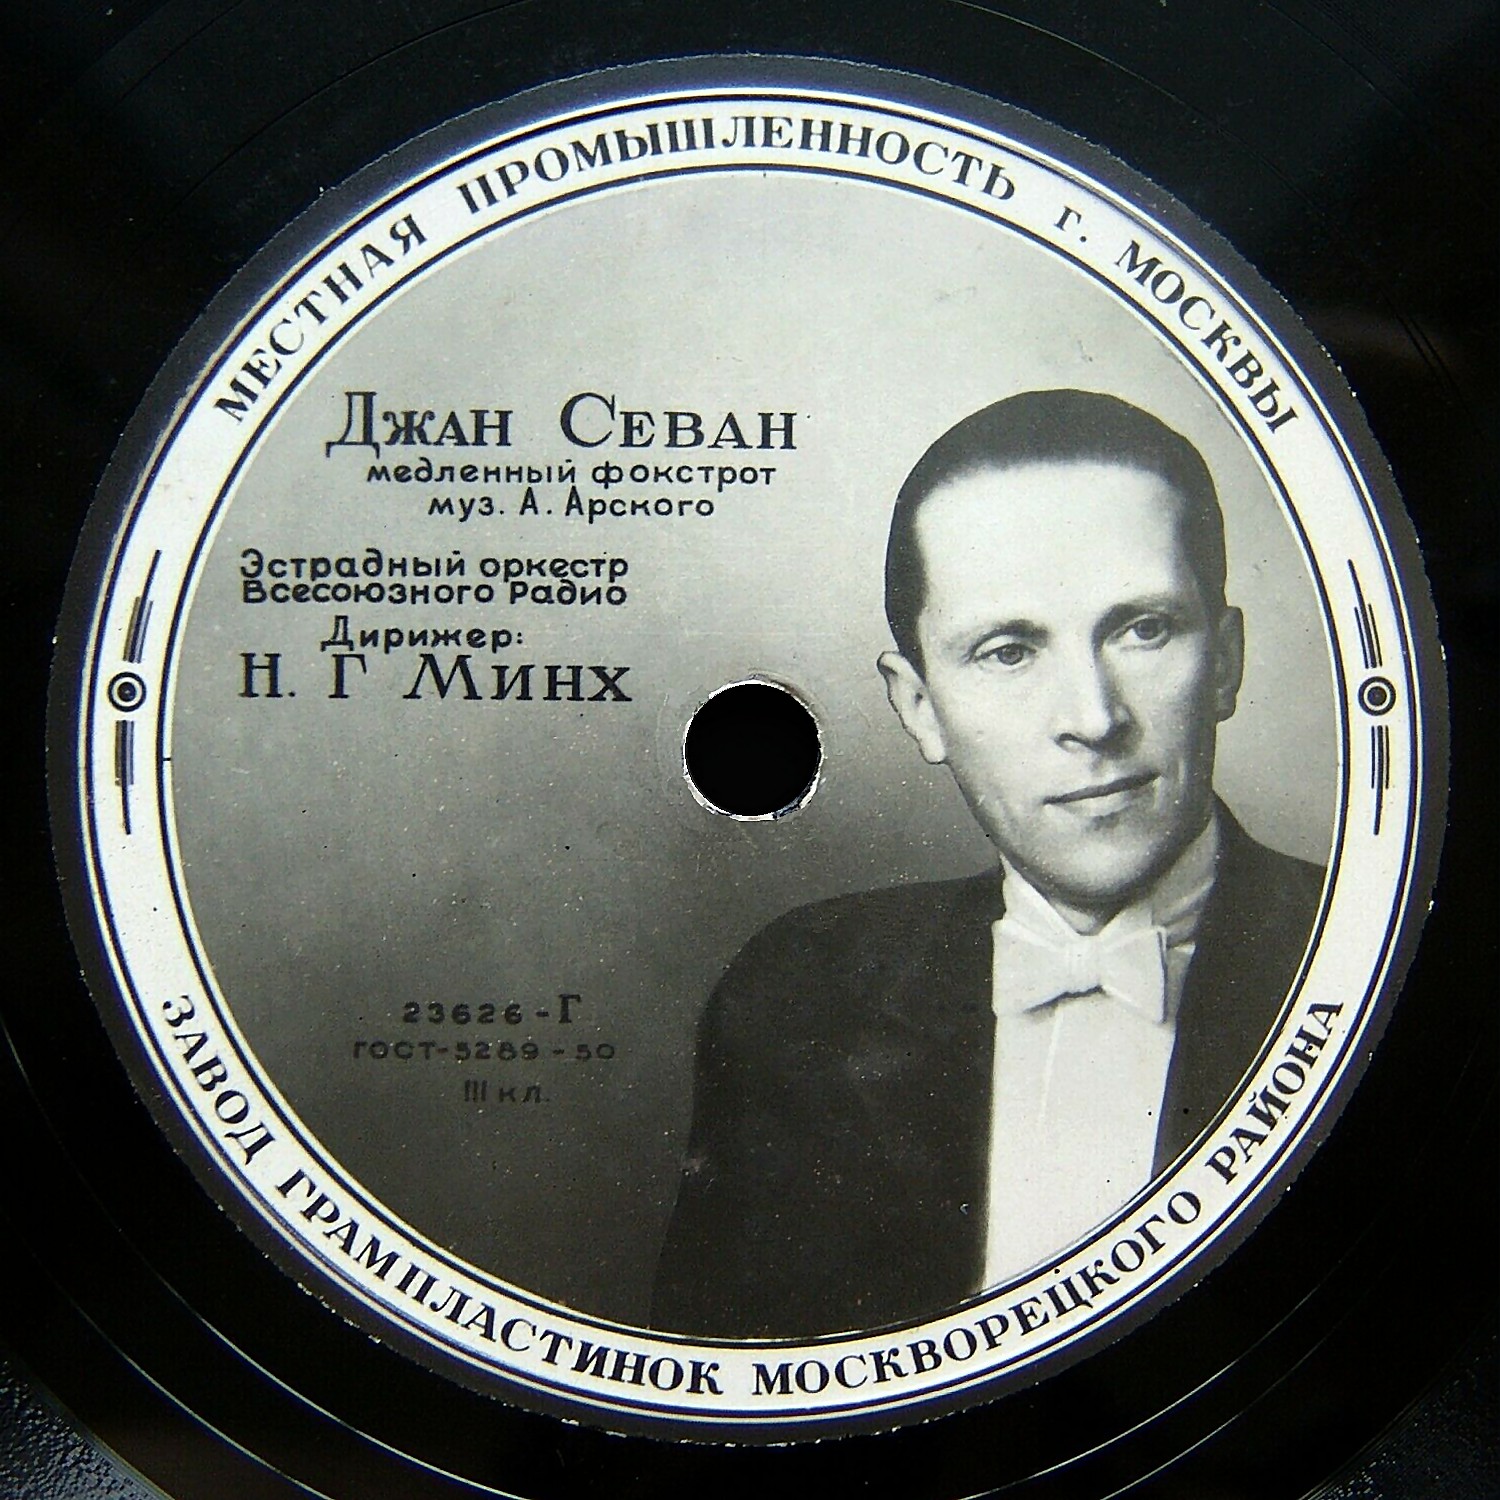 МЕСТНАЯ ПРОМЫШЛЕННОСТЬ Г. МОСКВЫ
Джан Севан
медленный фокстрот
муз. А. Арского
Эстрадный оркестр
Всесоюзного Радио
Дирижер:
Н. Г Минх
23626-Г
ГОСТ-5289-50
III кл.
ЗАВОД ГРАМПЛАСТИНОК МОСКВОРЕЦКОГО РАЙОНА